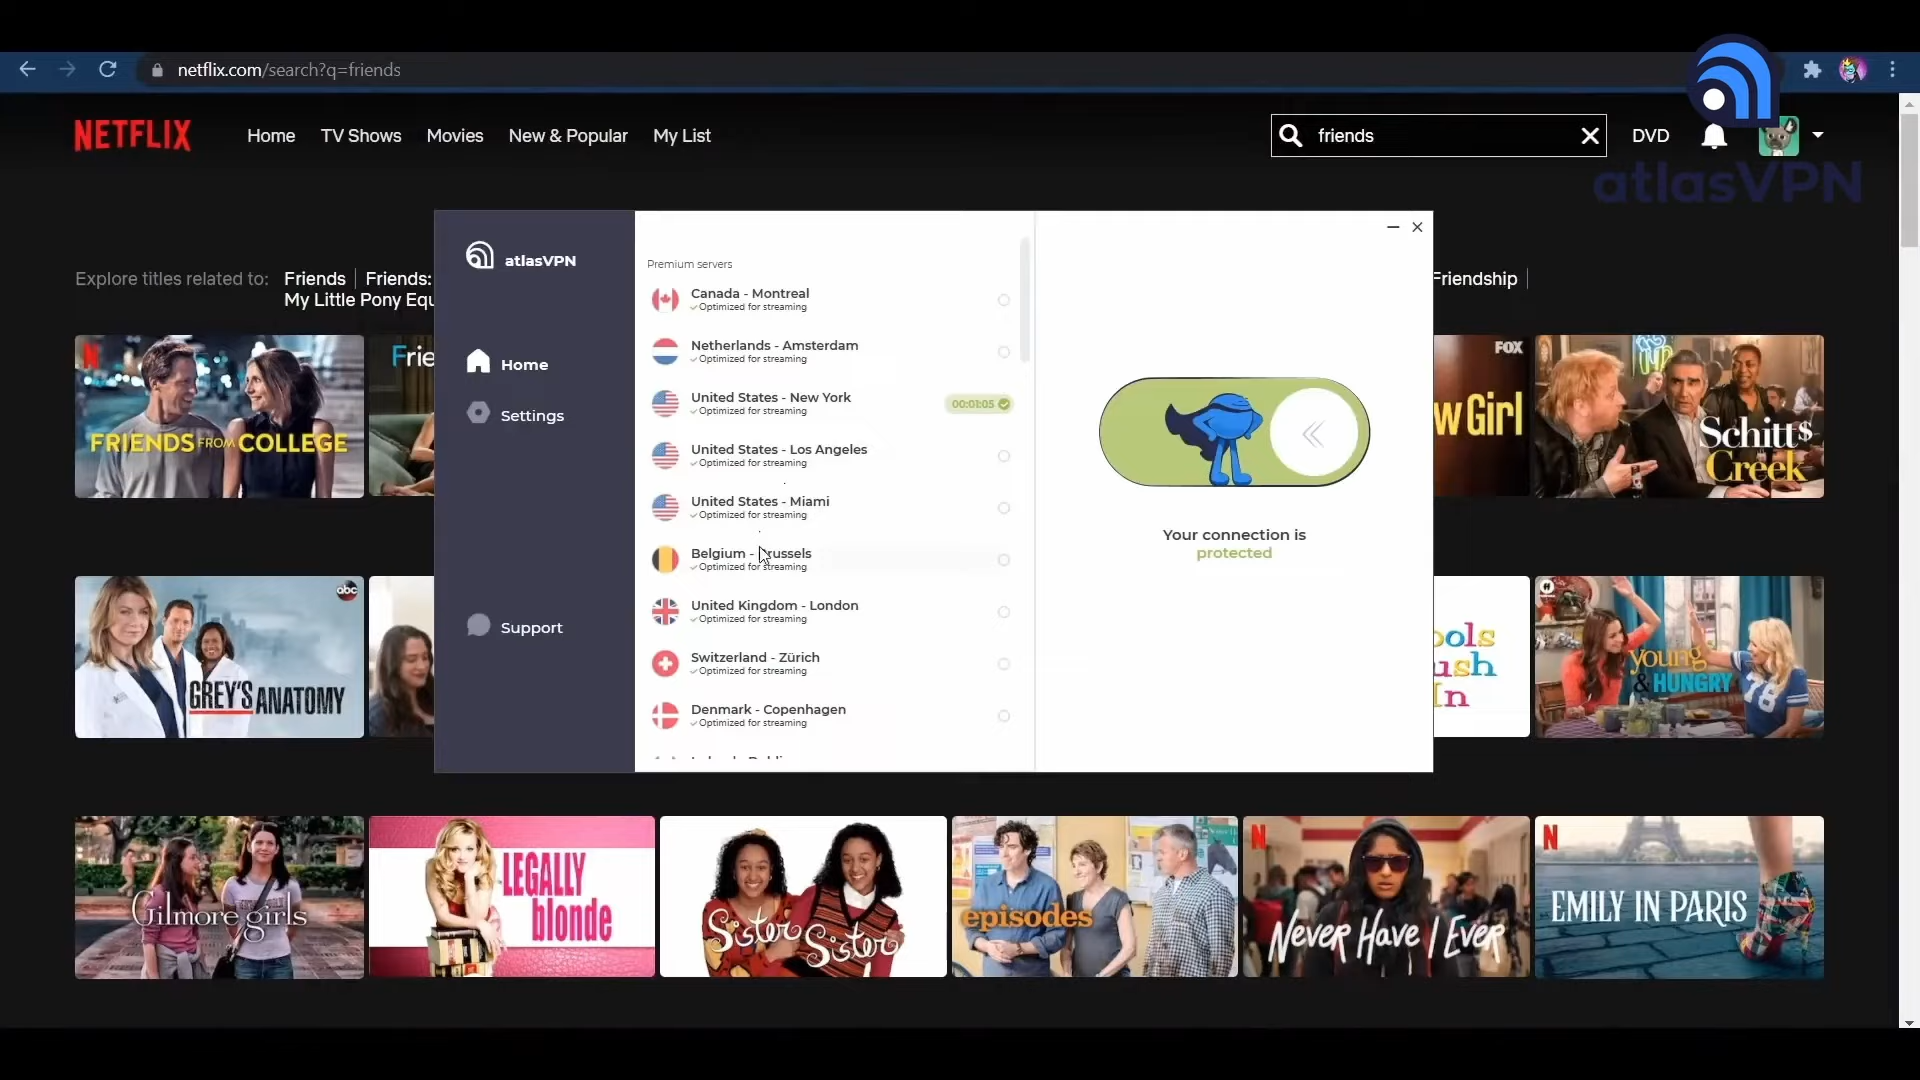 netflix.com/search?q=friends
NETFLIX
Home
TV Shows
Movies
New & Popular
My List
friends
DVD
atlasVPN
Explore titles related to:
Friends
Friends:
Friendship
My Little Pony Equ
atlasVPN
Home
Settings
Support
Premium servers
Canada - Montreal
Optimized for streaming
Netherlands - Amsterdam
Optimized for streaming
United States - New York
Optimized for streaming
00:01:05
United States - Los Angeles
Optimized for streaming
United States - Miami
Optimized for streaming
Belgium - Brussels
Optimized for streaming
United Kingdom - London
Optimized for streaming
Switzerland - Zürich
Optimized for streaming
Denmark - Copenhagen
Optimized for streaming
Your connection is
protected
N
FRIENDS FROM COLLEGE
Frie
FOX
w Girl
Schitt$
Creek
abc
GREY'S ANATOMY
ools
ush
In
young
& HUNGRY
78
Gilmore girls
LEGALLY
blonde
Sister
Sister
episodes
N
Never Have I Ever
N
EMILY IN PARIS